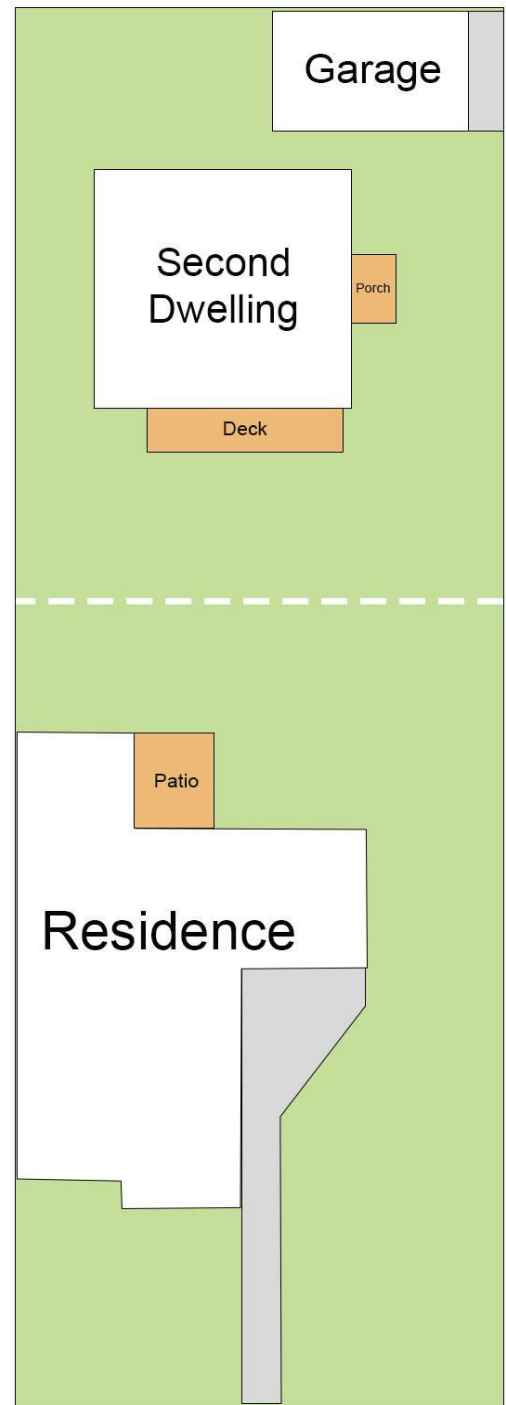 Garage
Second
Dwelling
Porch
Deck
Patio
Residence